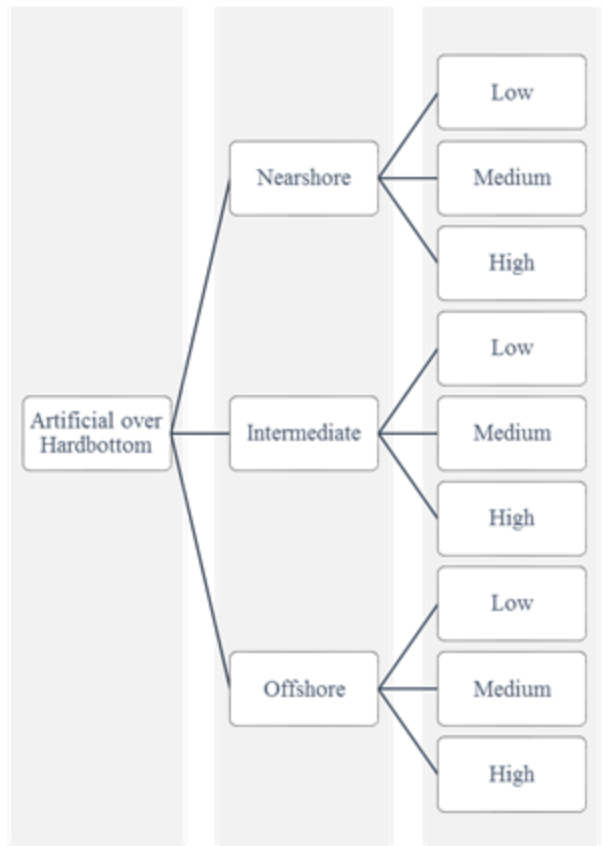 Low
Nearshore
Medium
High
Low
Artificial over
Hardbottom
Intermediate
Medium
High
Low
Offshore
Medium
High